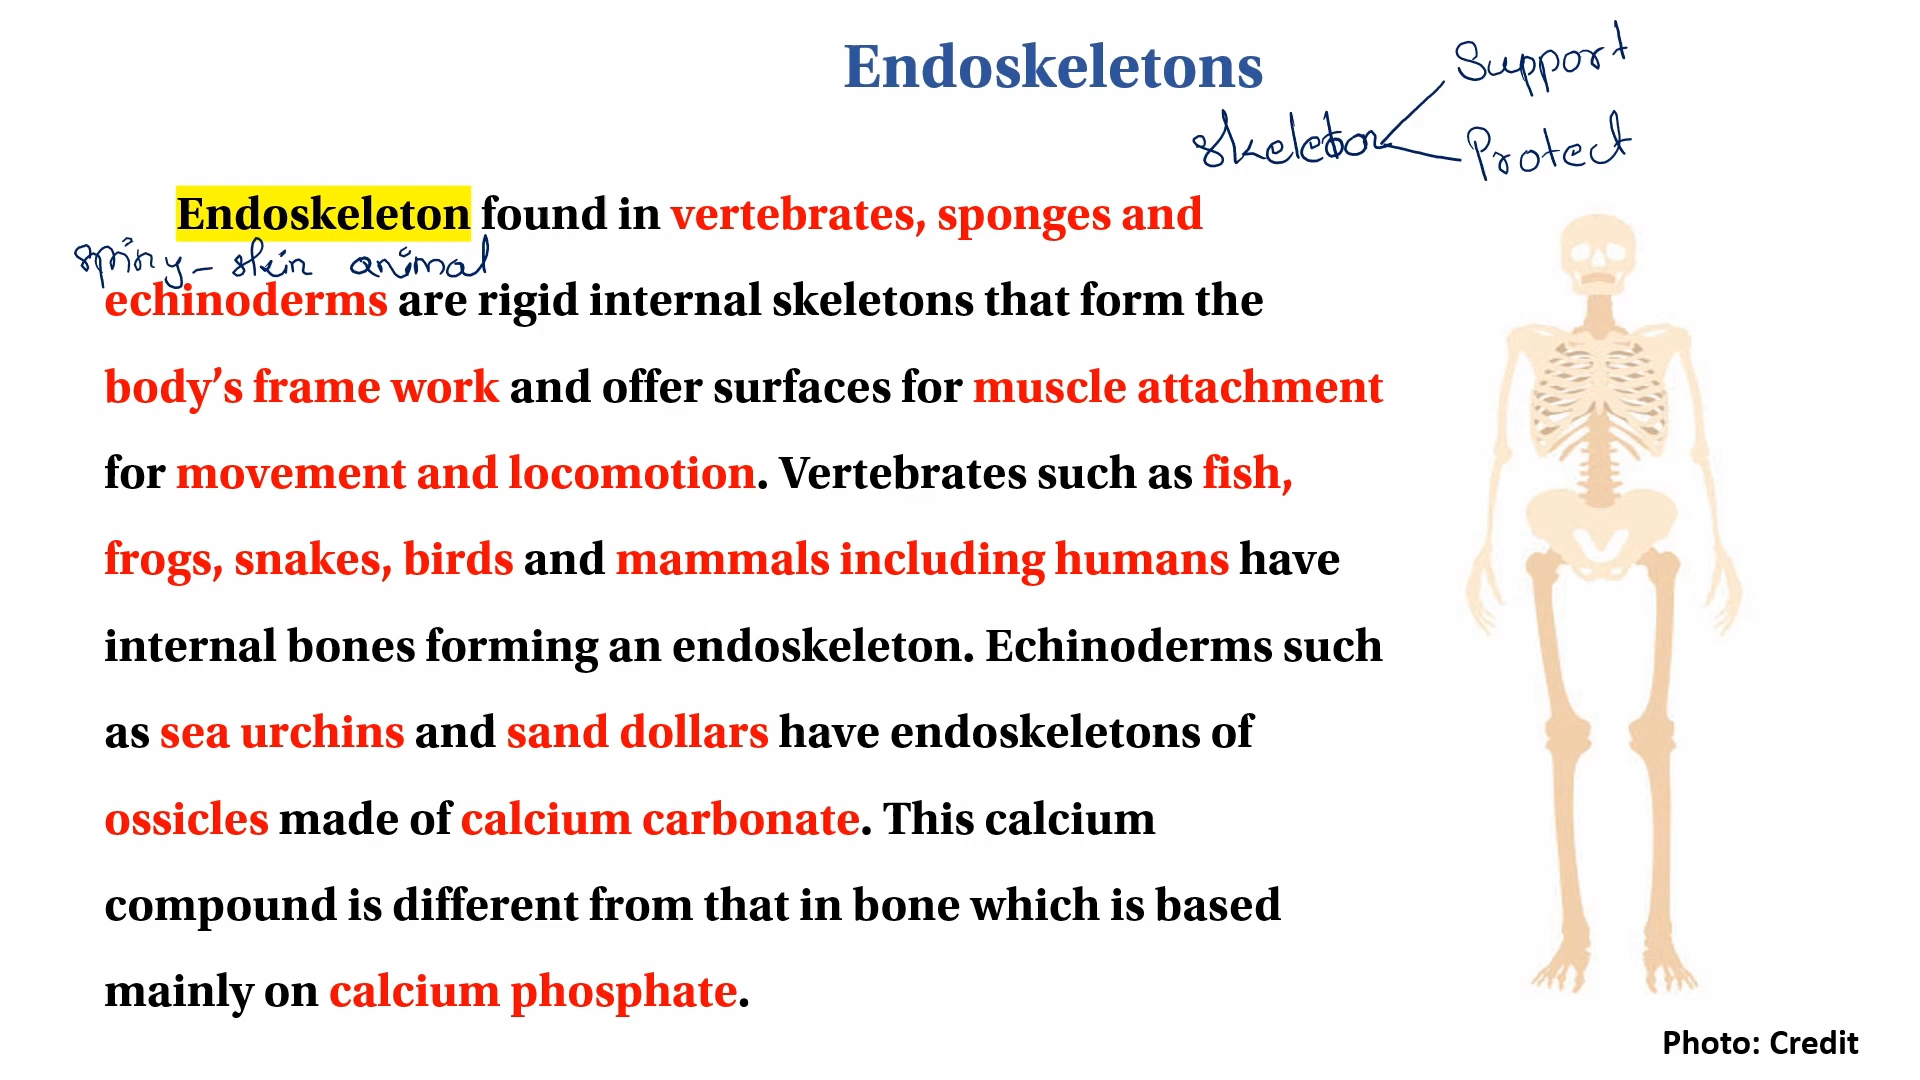 Endoskeletons
Support
skeleton
Protect
Endoskeleton found in vertebrates, sponges and
spiny-skin animal
echinoderms are rigid internal skeletons that form the
body’s frame work and offer surfaces for muscle attachment
for movement and locomotion. Vertebrates such as fish,
frogs, snakes, birds and mammals including humans have
internal bones forming an endoskeleton. Echinoderms such
as sea urchins and sand dollars have endoskeletons of
ossicles made of calcium carbonate. This calcium
compound is different from that in bone which is based
mainly on calcium phosphate.
Photo: Credit